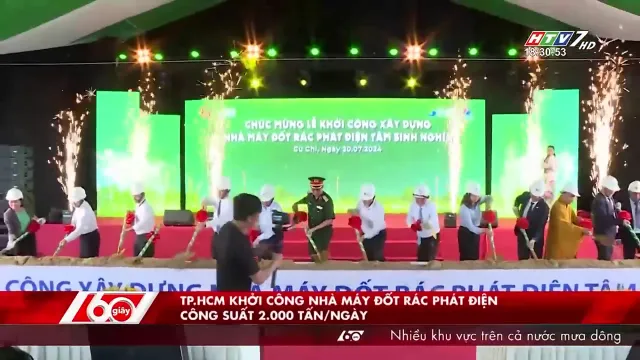 HTV7 HD
18:30:53
CHÚC MỪNG LỄ KHỞI CÔNG XÂY DỰNG
NHÀ MÁY ĐỐT RÁC PHÁT ĐIỆN TÂM SINH NGHĨA
Củ Chi, Ngày 20.07.2024
CÔNG XÂY DỰNG NHÀ MÁY ĐỐT RÁC PHÁT ĐIỆN TÂM
60 giây
TP.HCM KHỞI CÔNG NHÀ MÁY ĐỐT RÁC PHÁT ĐIỆN
CÔNG SUẤT 2.000 TẤN/NGÀY
60
Nhiều khu vực trên cả nước mưa dông